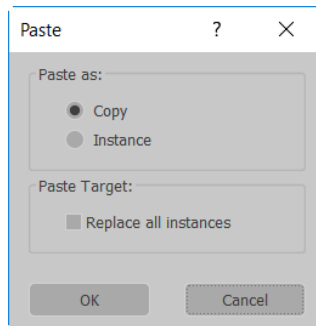 Paste ?
Paste as:
Copy
Instance
Paste Target:
Replace all instances
OK Cancel